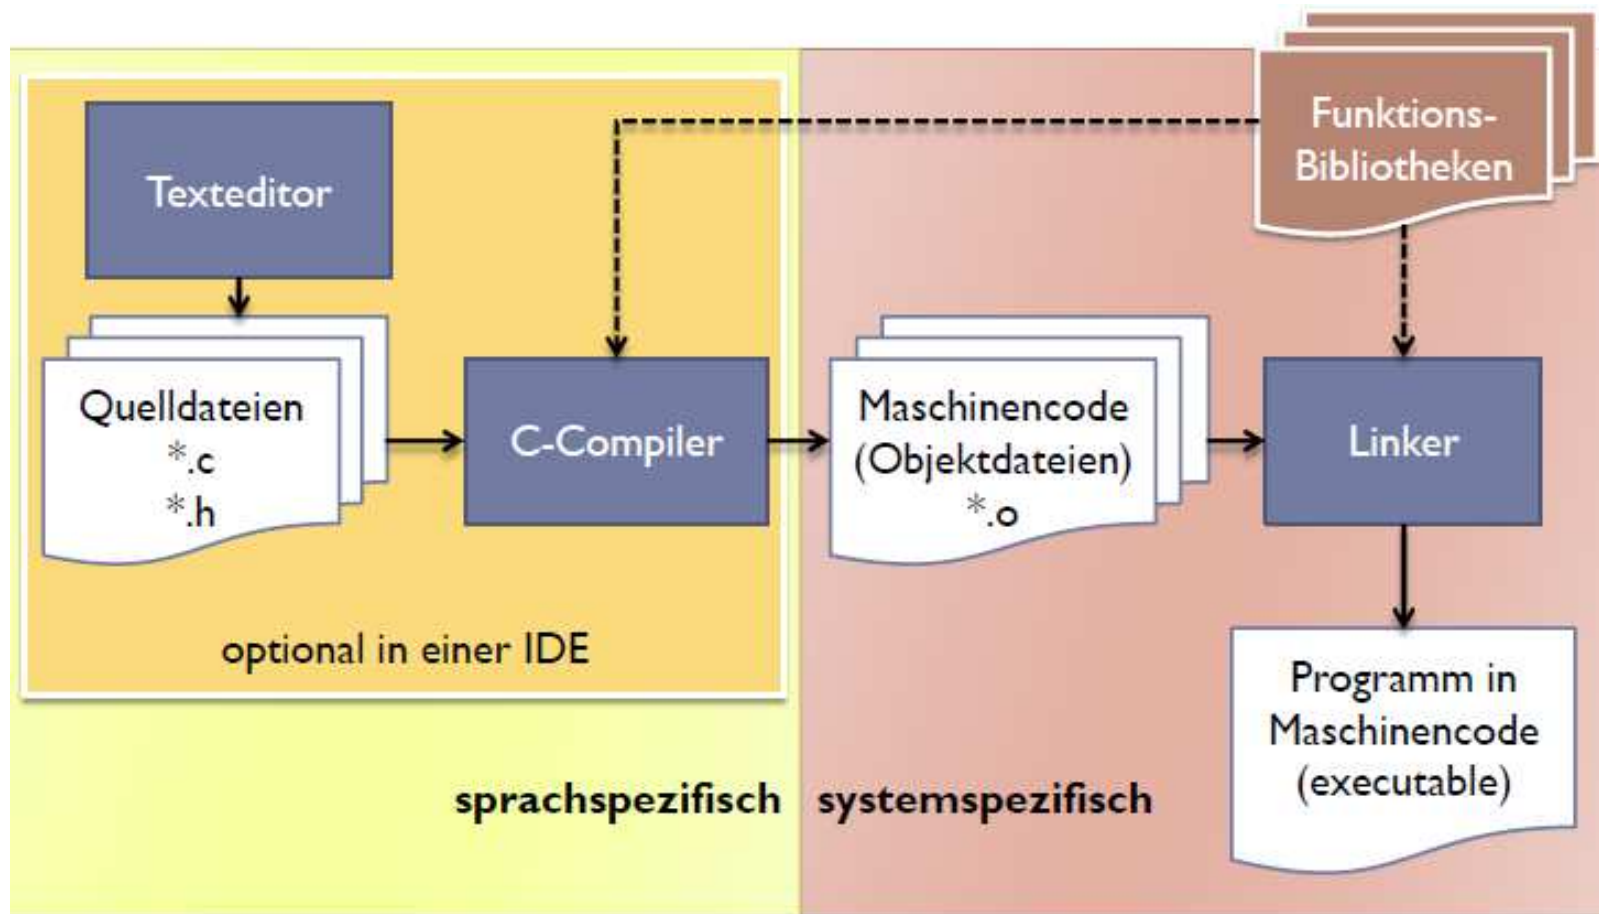 Funktions-
Bibliotheken
Texteditor
Quelldateien
*.c
*.h
C-Compiler
Maschinencode
(Objektdateien)
*.o
Linker
optional in einer IDE
Programm in
Maschinencode
(executable)
sprachspezifisch
systemspezifisch